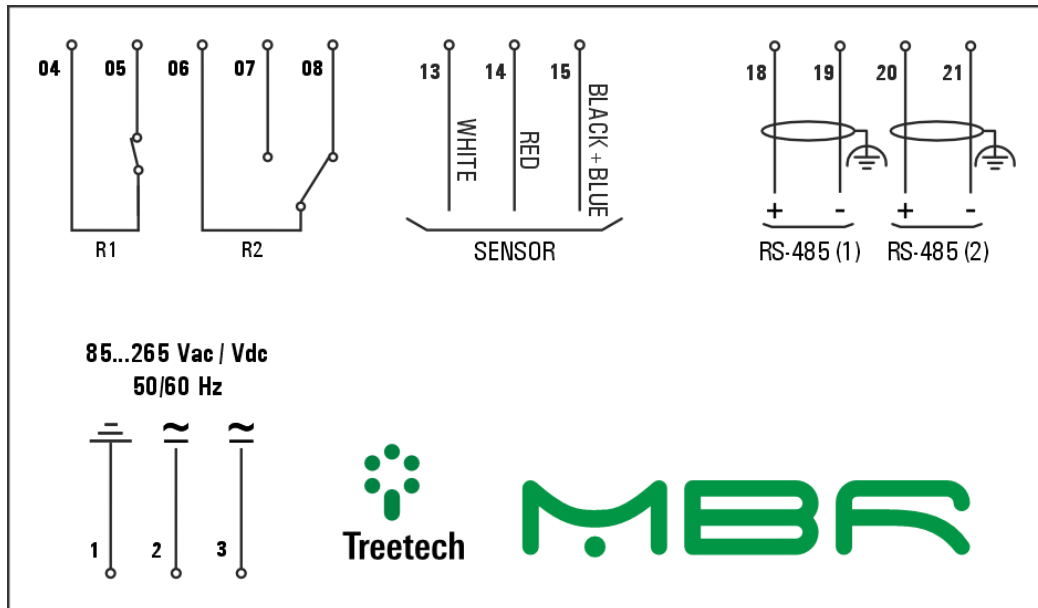 04 05 06 07 08 13 14 15 18 19 20 21
WHITE
RED
BLACK + BLUE
+ - + -
R1 R2 SENSOR RS-485 (1) RS-485 (2)
85...265 Vac / Vdc
50/60 Hz
1 2 3
Treetech
MBR